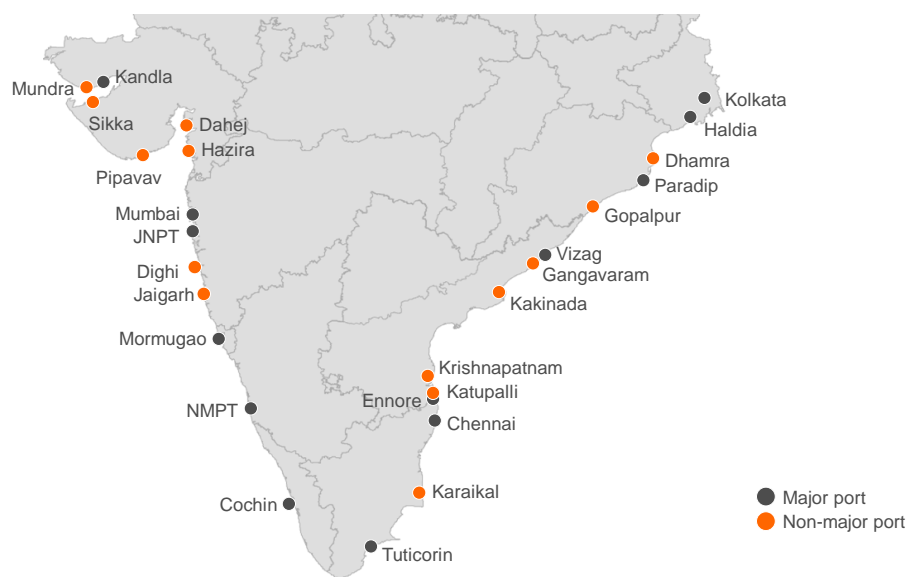 Kandla
Mundra
Sikka
Dahej
Hazira
Pipavav
Mumbai
JNPT
Dighi
Jaigarh
Mormugao
NMPT
Cochin
Kolkata
Haldia
Dhamra
Paradip
Gopalpur
Vizag
Gangavaram
Kakinada
Krishnapatnam
Katupalli
Ennore
Chennai
Karaikal
Tuticorin
Major port
Non-major port